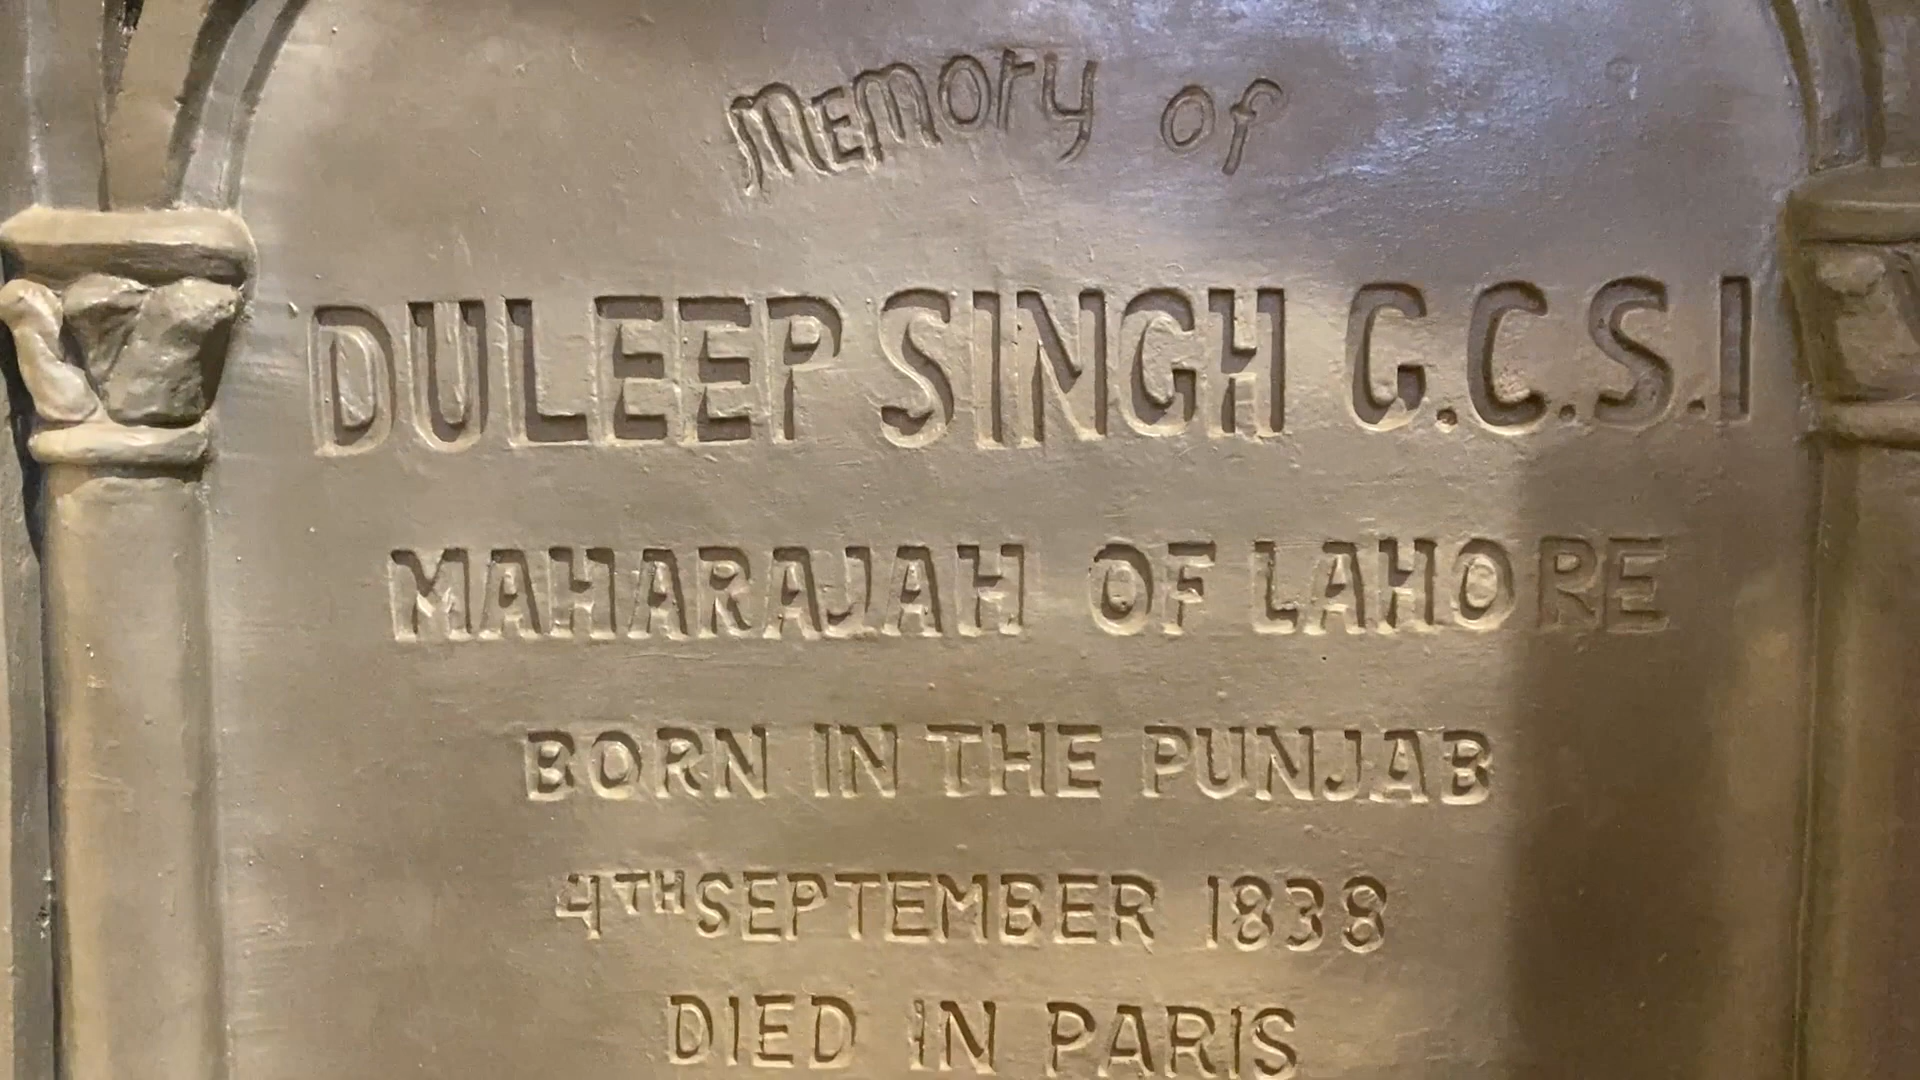 Memory of
DULEEP SINGH G.C.S.I
MAHARAJAH OF LAHORE
BORN IN THE PUNJAB
4TH SEPTEMBER 1838
DIED IN PARIS